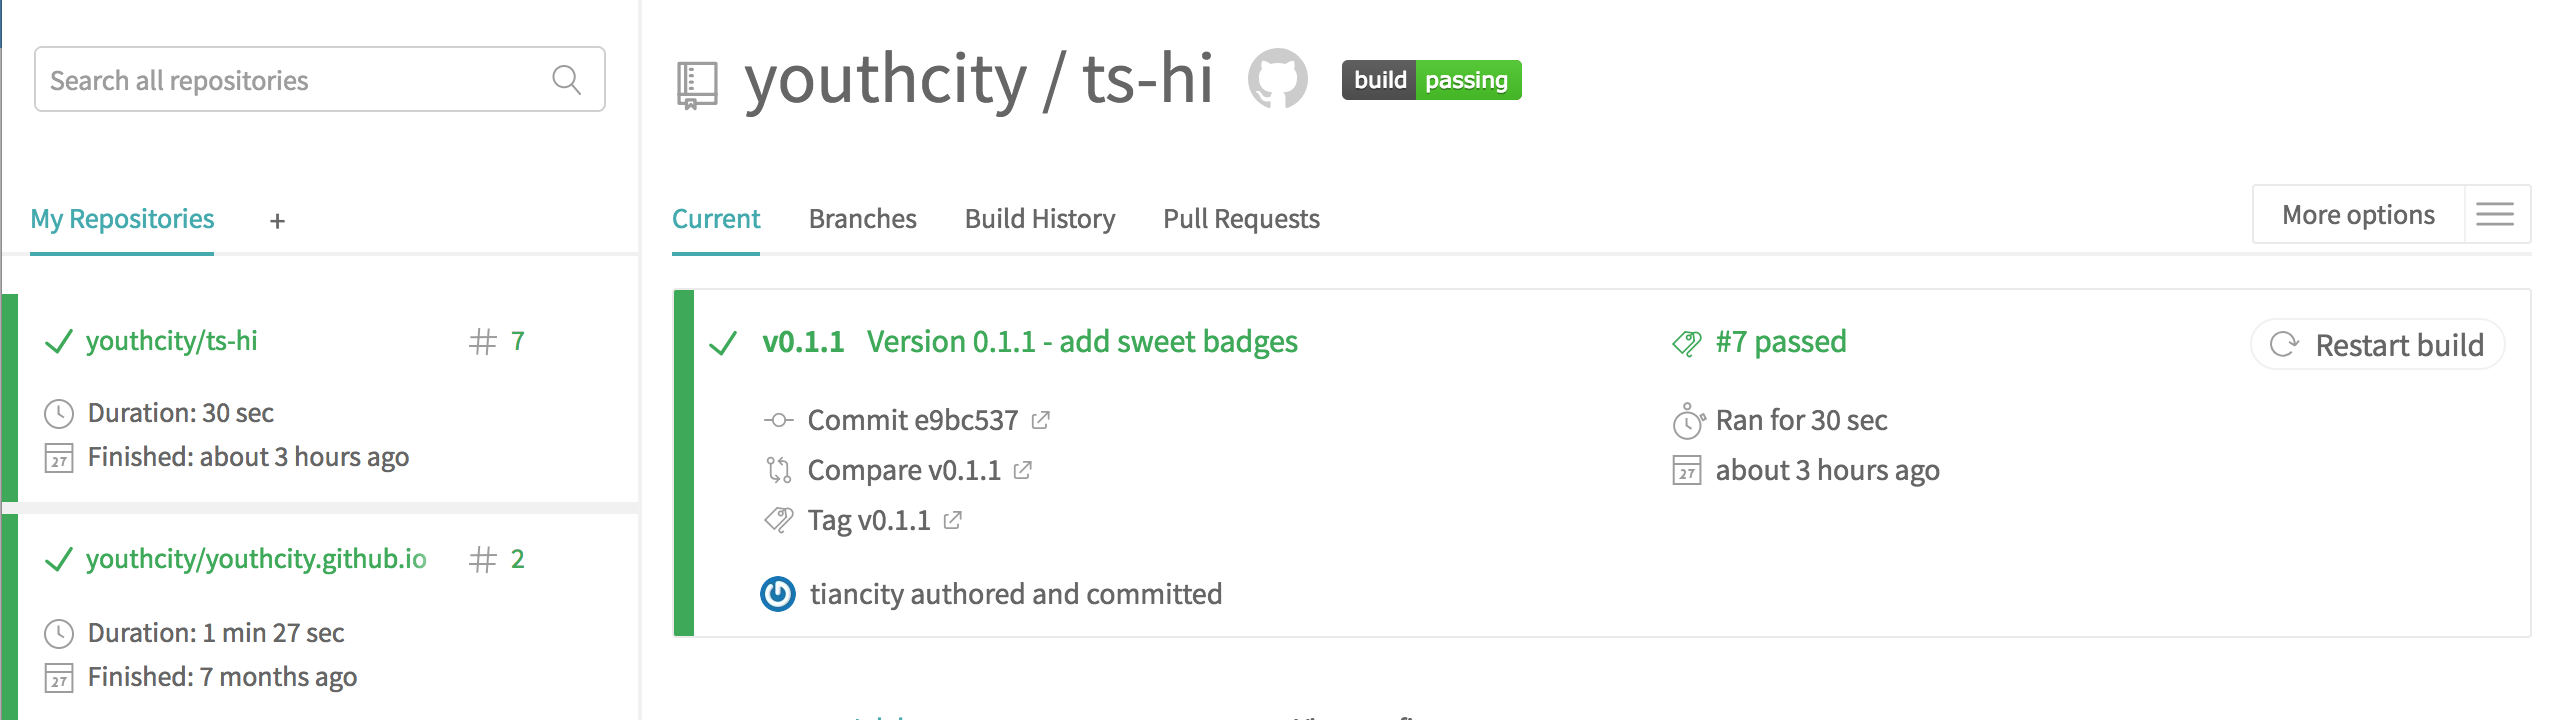 Search all repositories
My Repositories +
youthcity/ts-hi # 7
Duration: 30 sec
27 Finished: about 3 hours ago
youthcity/youthcity.github.io # 2
Duration: 1 min 27 sec
27 Finished: 7 months ago
youthcity / ts-hi build passing
Current Branches Build History Pull Requests More options
v0.1.1 Version 0.1.1 - add sweet badges
Commit e9bc537
Compare v0.1.1
Tag v0.1.1
tiancity authored and committed
#7 passed
Ran for 30 sec
27 about 3 hours ago
Restart build